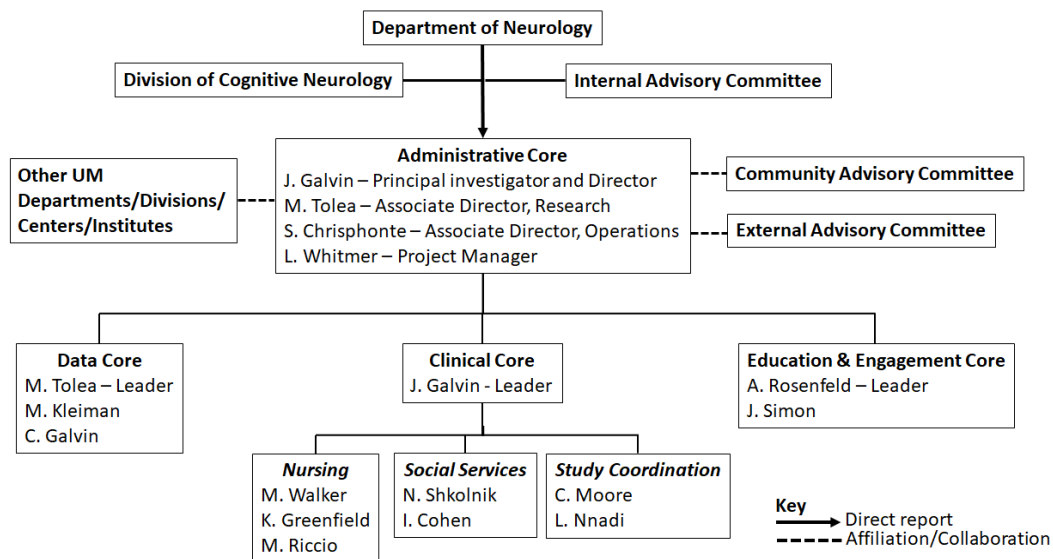 Department of Neurology
Division of Cognitive Neurology
Internal Advisory Committee
Other UM
Departments/Divisions/
Centers/Institutes
Administrative Core
J. Galvin – Principal investigator and Director
M. Tolea – Associate Director, Research
S. Chrisphonte – Associate Director, Operations
L. Whitmer – Project Manager
Community Advisory Committee
External Advisory Committee
Data Core
M. Tolea – Leader
M. Kleiman
C. Galvin
Clinical Core
J. Galvin - Leader
Education & Engagement Core
A. Rosenfeld – Leader
J. Simon
Nursing
M. Walker
K. Greenfield
M. Riccio
Social Services
N. Shkolnik
I. Cohen
Study Coordination
C. Moore
L. Nnadi
Key
Direct report
Affiliation/Collaboration